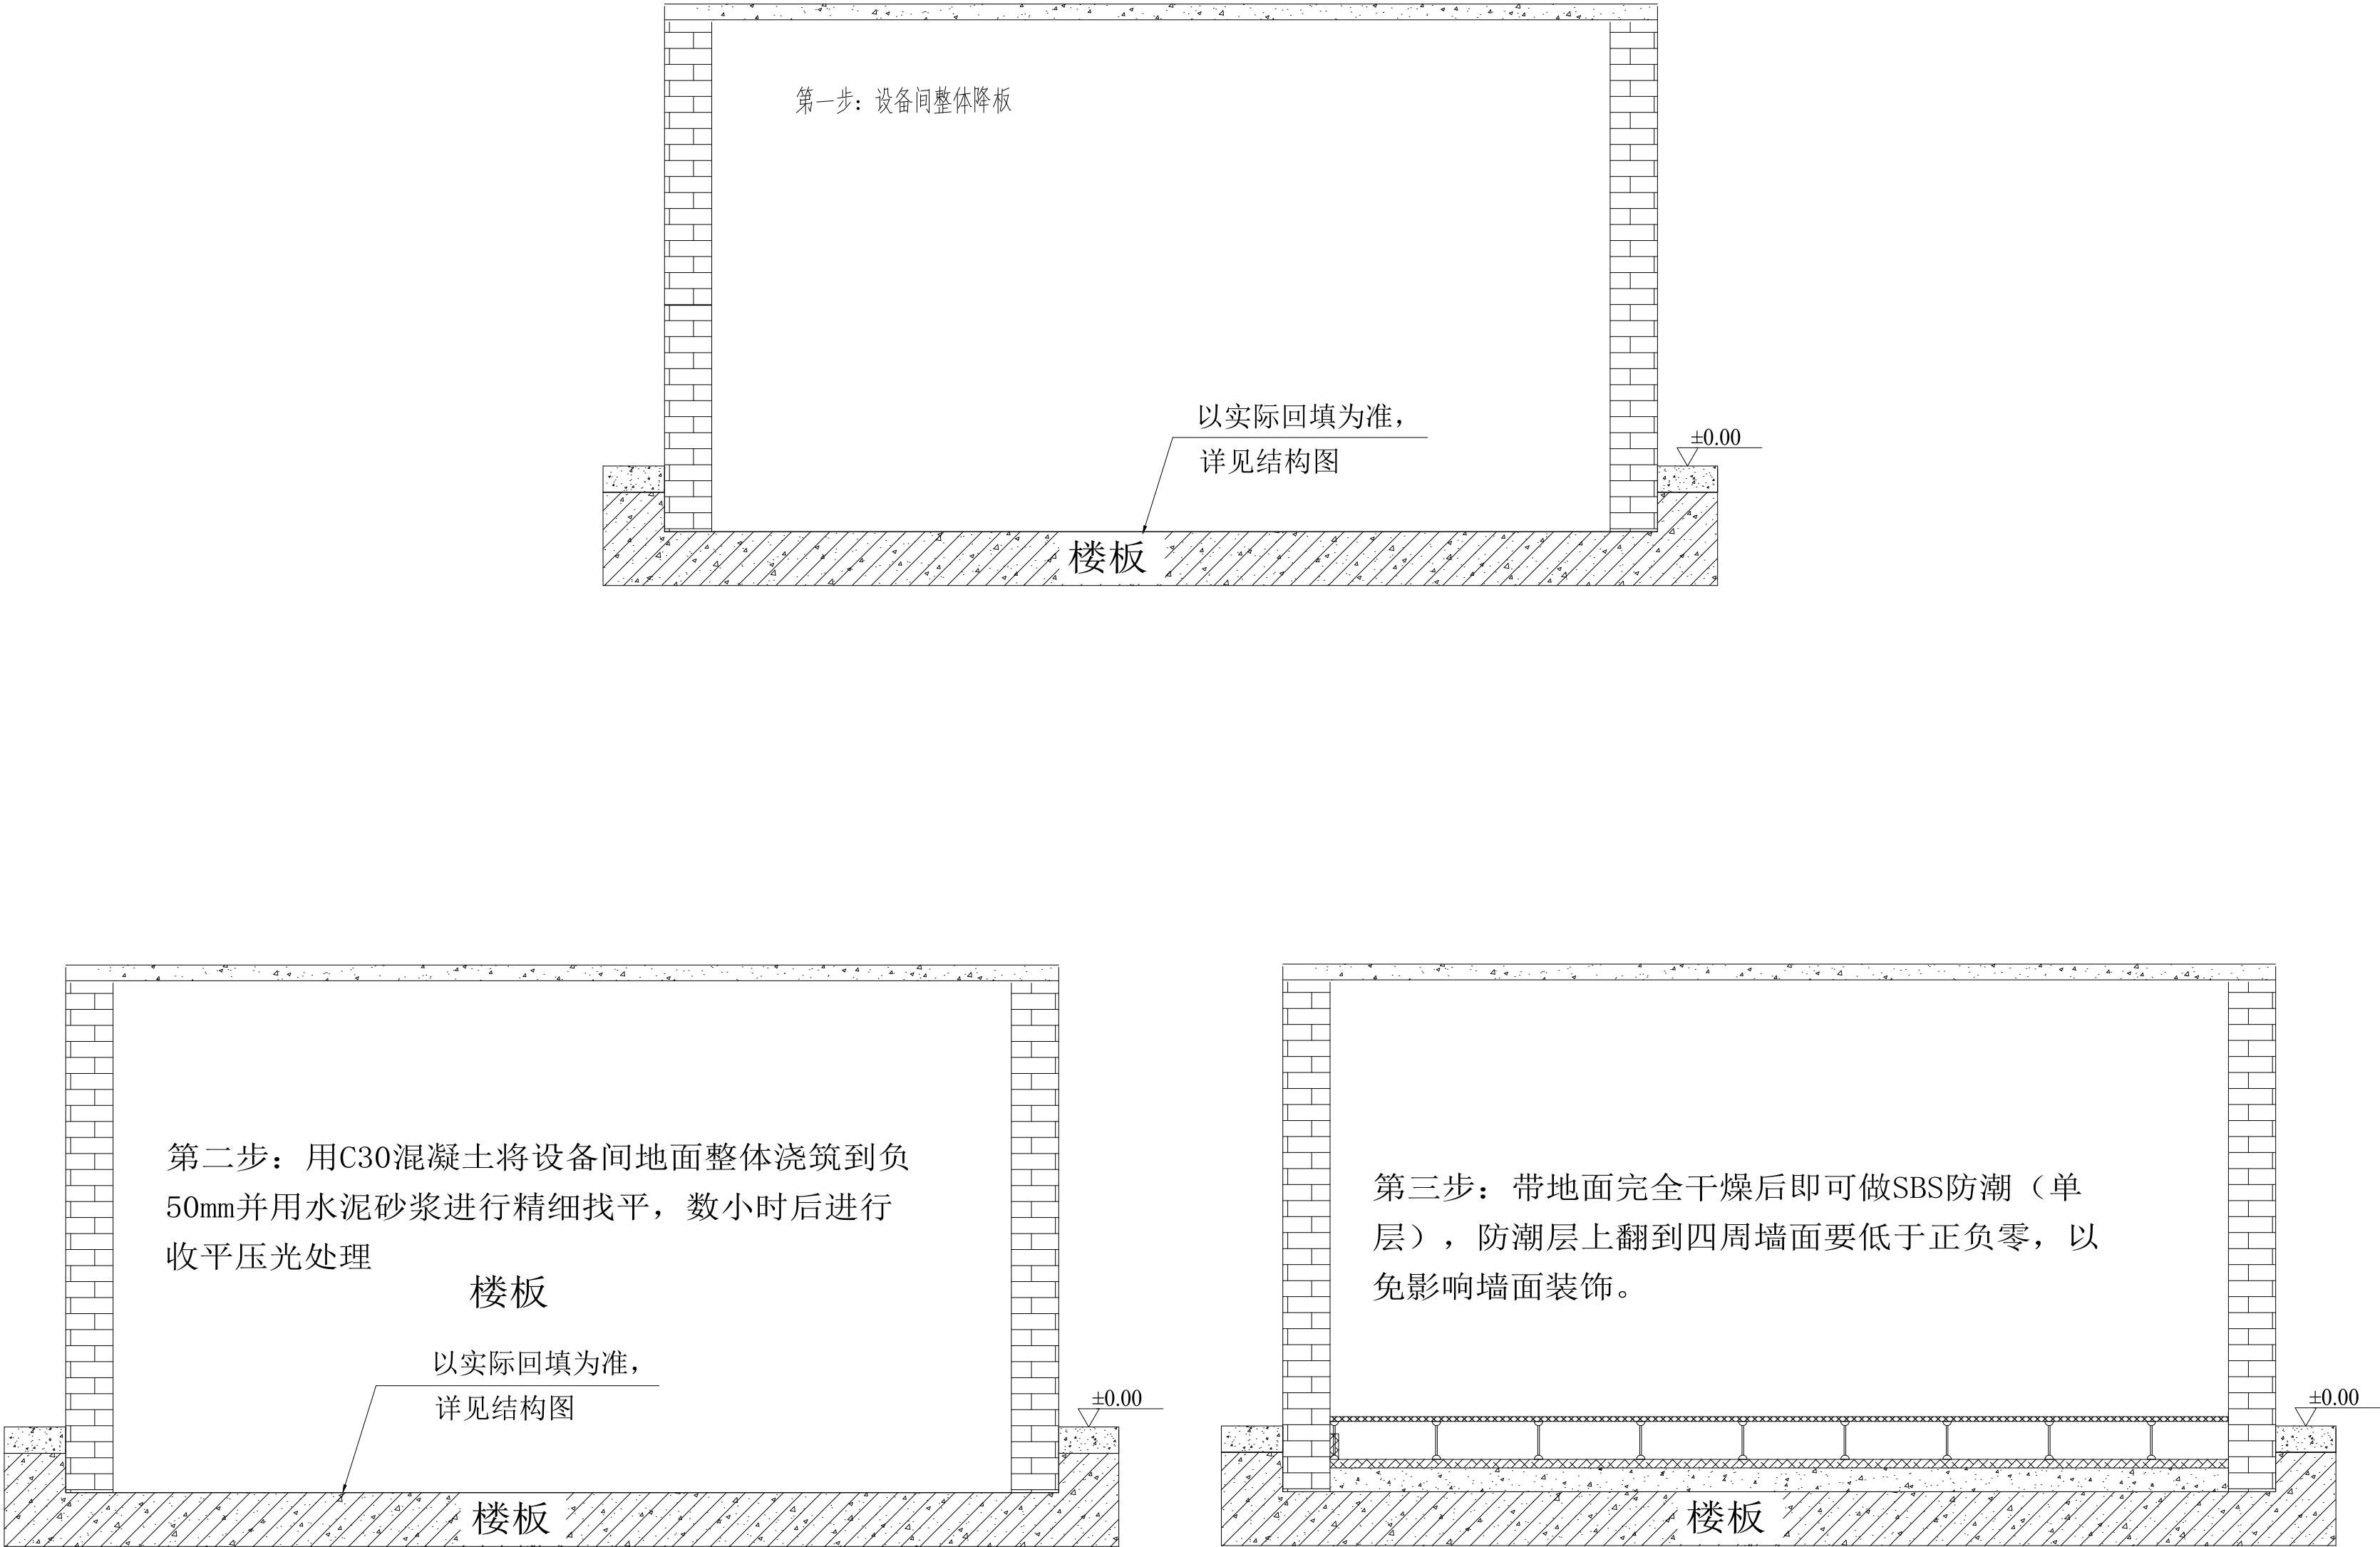 第一步：设备间整体降板
以实际回填为准，
详见结构图
±0.00
楼板
第二步：用C30混凝土将设备间地面整体浇筑到负
50mm并用水泥砂浆进行精细找平，数小时后进行
收平压光处理
楼板
以实际回填为准，
详见结构图
±0.00
楼板
第三步：带地面完全干燥后即可做SBS防潮（单
层），防潮层上翻到四周墙面要低于正负零，以
免影响墙面装饰。
±0.00
楼板